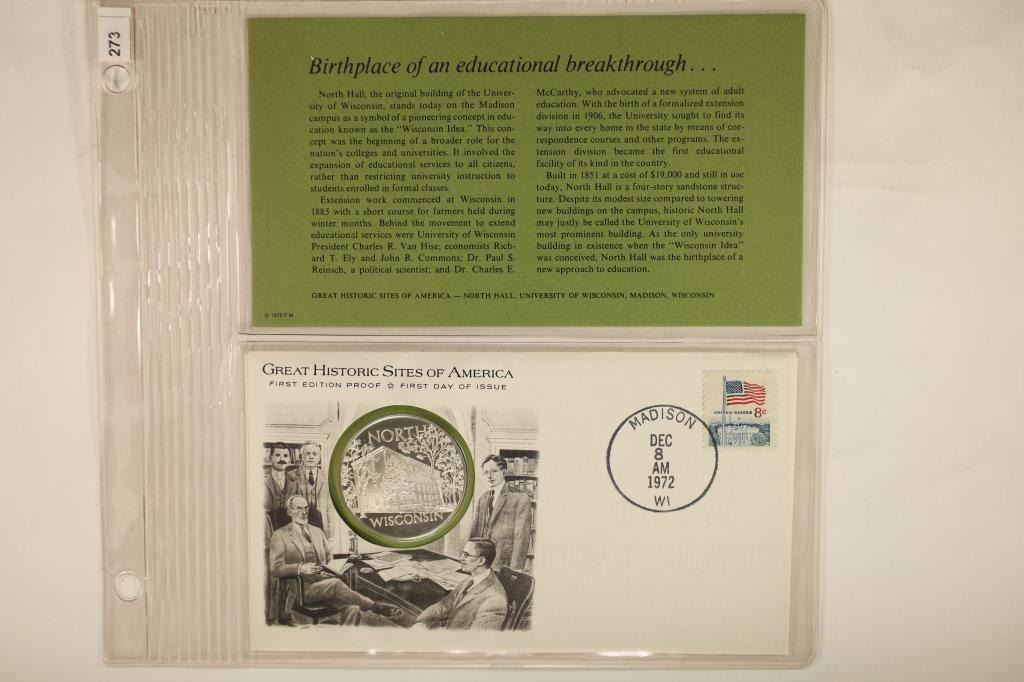 273
Birthplace of an educational breakthrough . . .
North Hall, the original building of the Univer-
sity of Wisconsin, stands today on the Madison
campus as a symbol of a pioneering concept in edu-
cation known as the "Wisconsin Idea." This con-
cept was the beginning of a broader role for the
nation's colleges and universities. It involved the
expansion of educational services to all citizens,
rather than restricting university instruction to
students enrolled in formal classes.
Extension work commenced at Wisconsin in
1885 with a short course for farmers held during
winter months. Behind the movement to extend
educational services were University of Wisconsin
President Charles R. Van Hise; economists Rich-
ard T. Ely and John R. Commons; Dr. Paul S.
Reinsch, a political scientist; and Dr. Charles E.
McCarthy, who advocated a new system of adult
education. With the birth of a formalized extension
division in 1906, the University sought to find its
way into every home in the state by means of cor-
respondence courses and other programs. The ex-
tension division became the first educational
facility of its kind in the country.
Built in 1851 at a cost of $19,000 and still in use
today, North Hall is a four-story sandstone struc-
ture. Despite its modest size compared to towering
new buildings on the campus, historic North Hall
may justly be called the University of Wisconsin's
most prominent building. As the only university
building in existence when the "Wisconsin Idea"
was conceived, North Hall was the birthplace of a
new approach to education.
GREAT HISTORIC SITES OF AMERICA — NORTH HALL, UNIVERSITY OF WISCONSIN, MADISON, WISCONSIN
© 1972 F M
GREAT HISTORIC SITES OF AMERICA
FIRST EDITION PROOF ☆ FIRST DAY OF ISSUE
NORTH
WISCONSIN
MADISON
DEC
8
AM
1972
WI
UNITED STATES 8c